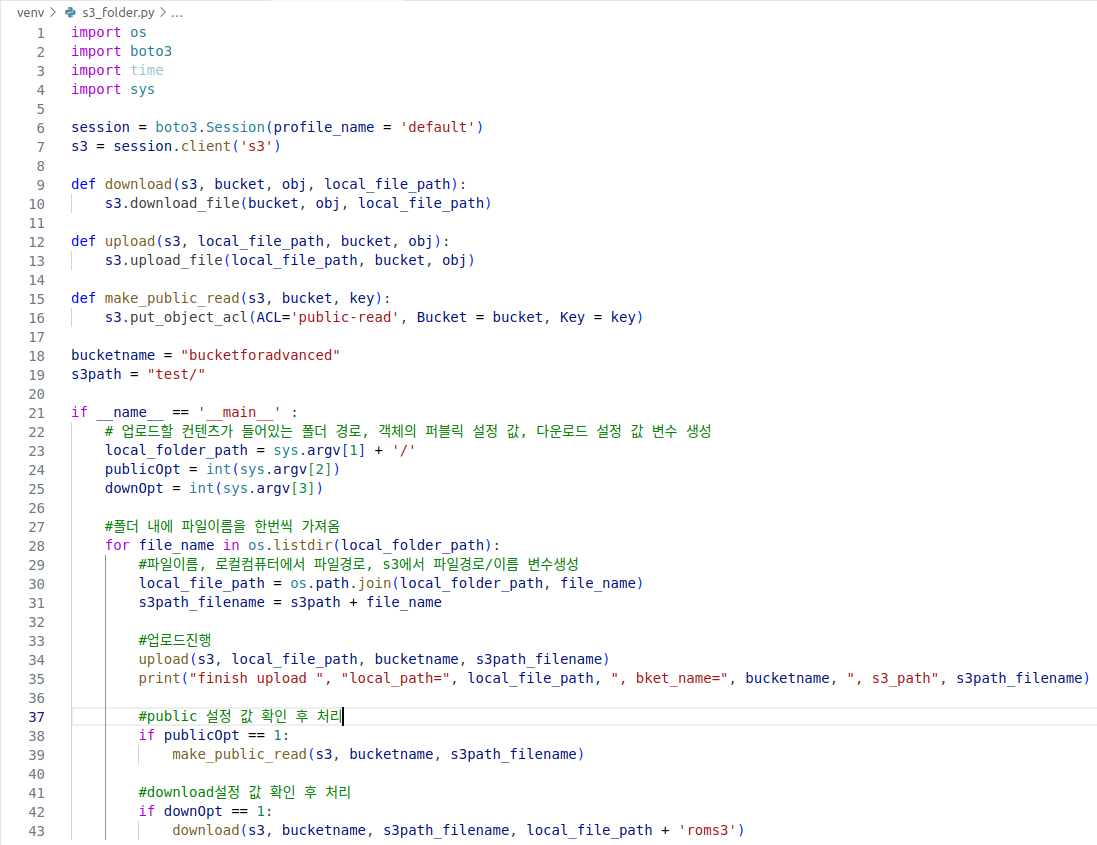 venv > s3_folder.py > ...
1 import os
2 import boto3
3 import time
4 import sys
5
6 session = boto3.Session(profile_name = 'default')
7 s3 = session.client('s3')
8
9 def download(s3, bucket, obj, local_file_path):
10     s3.download_file(bucket, obj, local_file_path)
11
12 def upload(s3, local_file_path, bucket, obj):
13     s3.upload_file(local_file_path, bucket, obj)
14
15 def make_public_read(s3, bucket, key):
16     s3.put_object_acl(ACL='public-read', Bucket = bucket, Key = key)
17
18 bucketname = "bucketforadvanced"
19 s3path = "test/"
20
21 if __name__ == '__main__' :
22     # 업로드할 컨텐츠가 들어있는 폴더 경로, 객체의 퍼블릭 설정 값, 다운로드 설정 값 변수 생성
23     local_folder_path = sys.argv[1] + '/'
24     publicOpt = int(sys.argv[2])
25     downOpt = int(sys.argv[3])
26
27     #폴더 내에 파일이름을 한번씩 가져옴
28     for file_name in os.listdir(local_folder_path):
29         #파일이름, 로컬컴퓨터에서 파일경로, s3에서 파일경로/이름 변수생성
30         local_file_path = os.path.join(local_folder_path, file_name)
31         s3path_filename = s3path + file_name
32
33         #업로드진행
34         upload(s3, local_file_path, bucketname, s3path_filename)
35         print("finish upload ", "local_path=", local_file_path, ", bket_name=", bucketname, ", s3_path", s3path_filename)
36
37         #public 설정 값 확인 후 처리
38         if publicOpt == 1:
39             make_public_read(s3, bucketname, s3path_filename)
40
41         #download설정 값 확인 후 처리
42         if downOpt == 1:
43             download(s3, bucketname, s3path_filename, local_file_path + 'roms3')